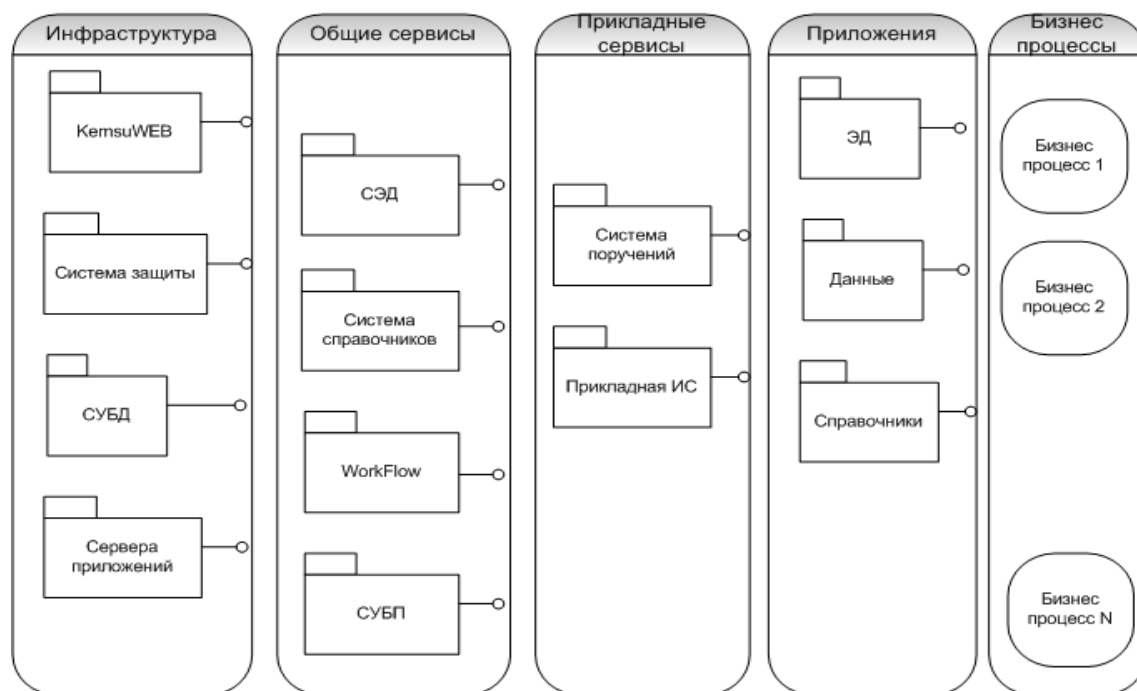 Инфраструктура
KemsuWEB
Система защиты
СУБД
Сервера
приложений
Общие сервисы
СЭД
Система
справочников
WorkFlow
СУБП
Прикладные
сервисы
Система
поручений
Прикладная ИС
Приложения
ЭД
Данные
Справочники
Бизнес
процессы
Бизнес
процесс 1
Бизнес
процесс 2
Бизнес
процесс N